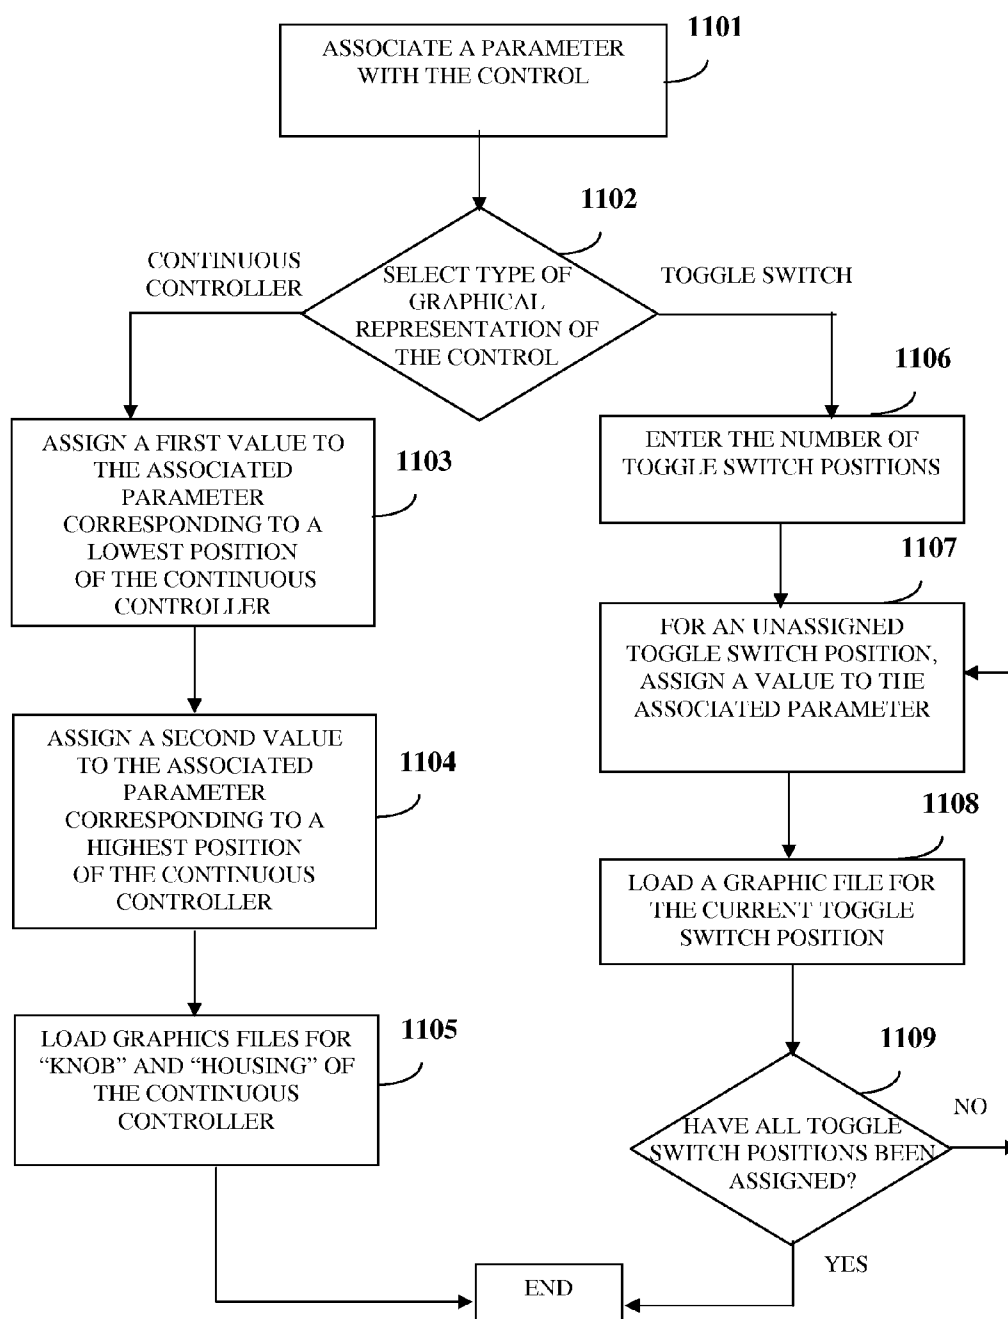 1101
ASSOCIATE A PARAMETER
WITH THE CONTROL
1102
CONTINUOUS
CONTROLLER
SELECT TYPE OF
GRAPHICAL
REPRESENTATION OF
THE CONTROL
TOGGLE SWITCH
1103
ASSIGN A FIRST VALUE TO
THE ASSOCIATED
PARAMETER
CORRESPONDING TO A
LOWEST POSITION
OF THE CONTINUOUS
CONTROLLER
1104
ASSIGN A SECOND VALUE
TO THE ASSOCIATED
PARAMETER
CORRESPONDING TO A
HIGHEST POSITION
OF THE CONTINUOUS
CONTROLLER
1105
LOAD GRAPHICS FILES FOR
“KNOB” AND “HOUSING” OF
THE CONTINUOUS
CONTROLLER
1106
ENTER THE NUMBER OF
TOGGLE SWITCH POSITIONS
1107
FOR AN UNASSIGNED
TOGGLE SWITCH POSITION,
ASSIGN A VALUE TO THE
ASSOCIATED PARAMETER
1108
LOAD A GRAPHIC FILE FOR
THE CURRENT TOGGLE
SWITCH POSITION
1109
HAVE ALL TOGGLE
SWITCH POSITIONS BEEN
ASSIGNED?
NO
YES
END